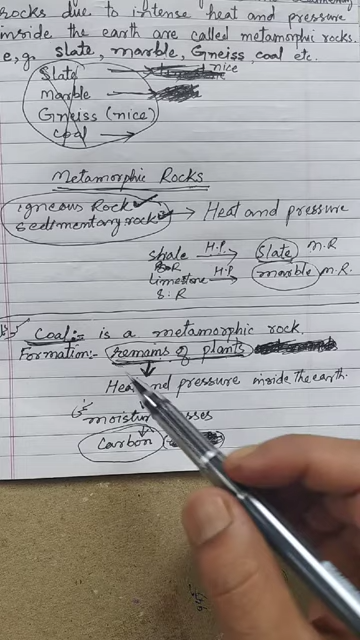 rocks due to intense heat and pressure
inside the earth are called metamorphic rocks.
e,g, slate, marble, Gneiss coal etc.
Slate nice
marble
Gneiss (nice)
coal
Metamorphic Rocks
igneous Rock
sedimentary rock → Heat and pressure
shale H.P. → Slate M.R
S.R
limestone H.P → marble M.R.
S.R
Coal:- is a metamorphic rock.
Formation:- remains of plants
Heat and pressure inside the earth.
Carbon